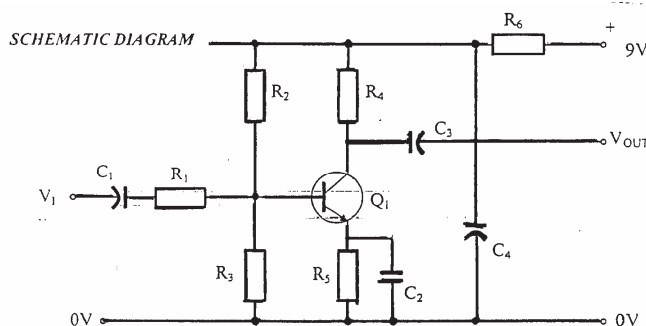 SCHEMATIC DIAGRAM
R6
+
9V
R2
R4
C3
VOUT
C1
R1
V1
Q1
R3
R5
C2
C4
0V
0V